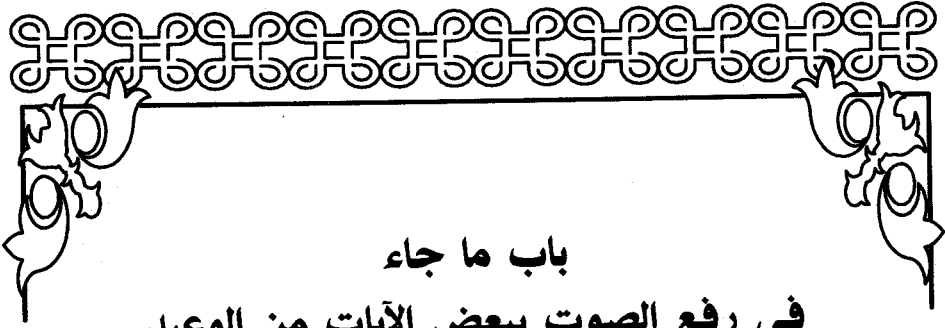 باب ما جاء
في رفع الصوت ببعض الآيات من الوعيد